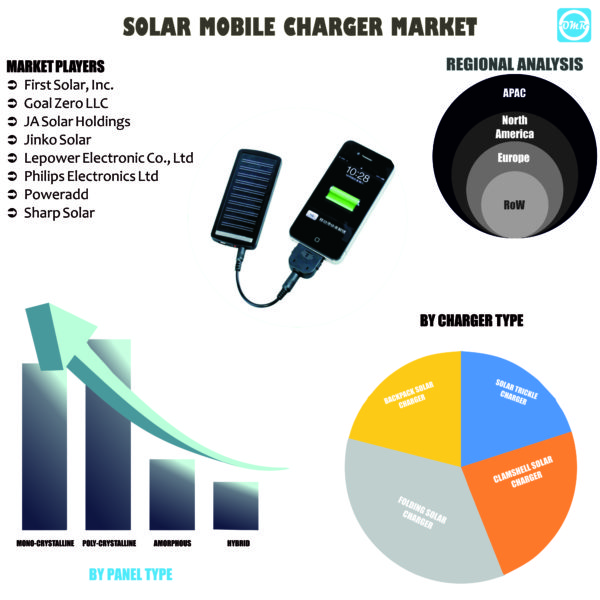 SOLAR MOBILE CHARGER MARKET
DMR
MARKET PLAYERS
First Solar, Inc.
Goal Zero LLC
JA Solar Holdings
Jinko Solar
Lepower Electronic Co., Ltd
Philips Electronics Ltd
Poweradd
Sharp Solar
10:28
REGIONAL ANALYSIS
APAC
North
America
Europe
RoW
MONO-CRYSTALLINE
POLY-CRYSTALLINE
AMORPHOUS
HYBRID
BY PANEL TYPE
BY CHARGER TYPE
BACKPACK SOLAR
CHARGER
SOLAR TRICKLE
CHARGER
CLAMSHELL SOLAR
CHARGER
FOLDING SOLAR
CHARGER